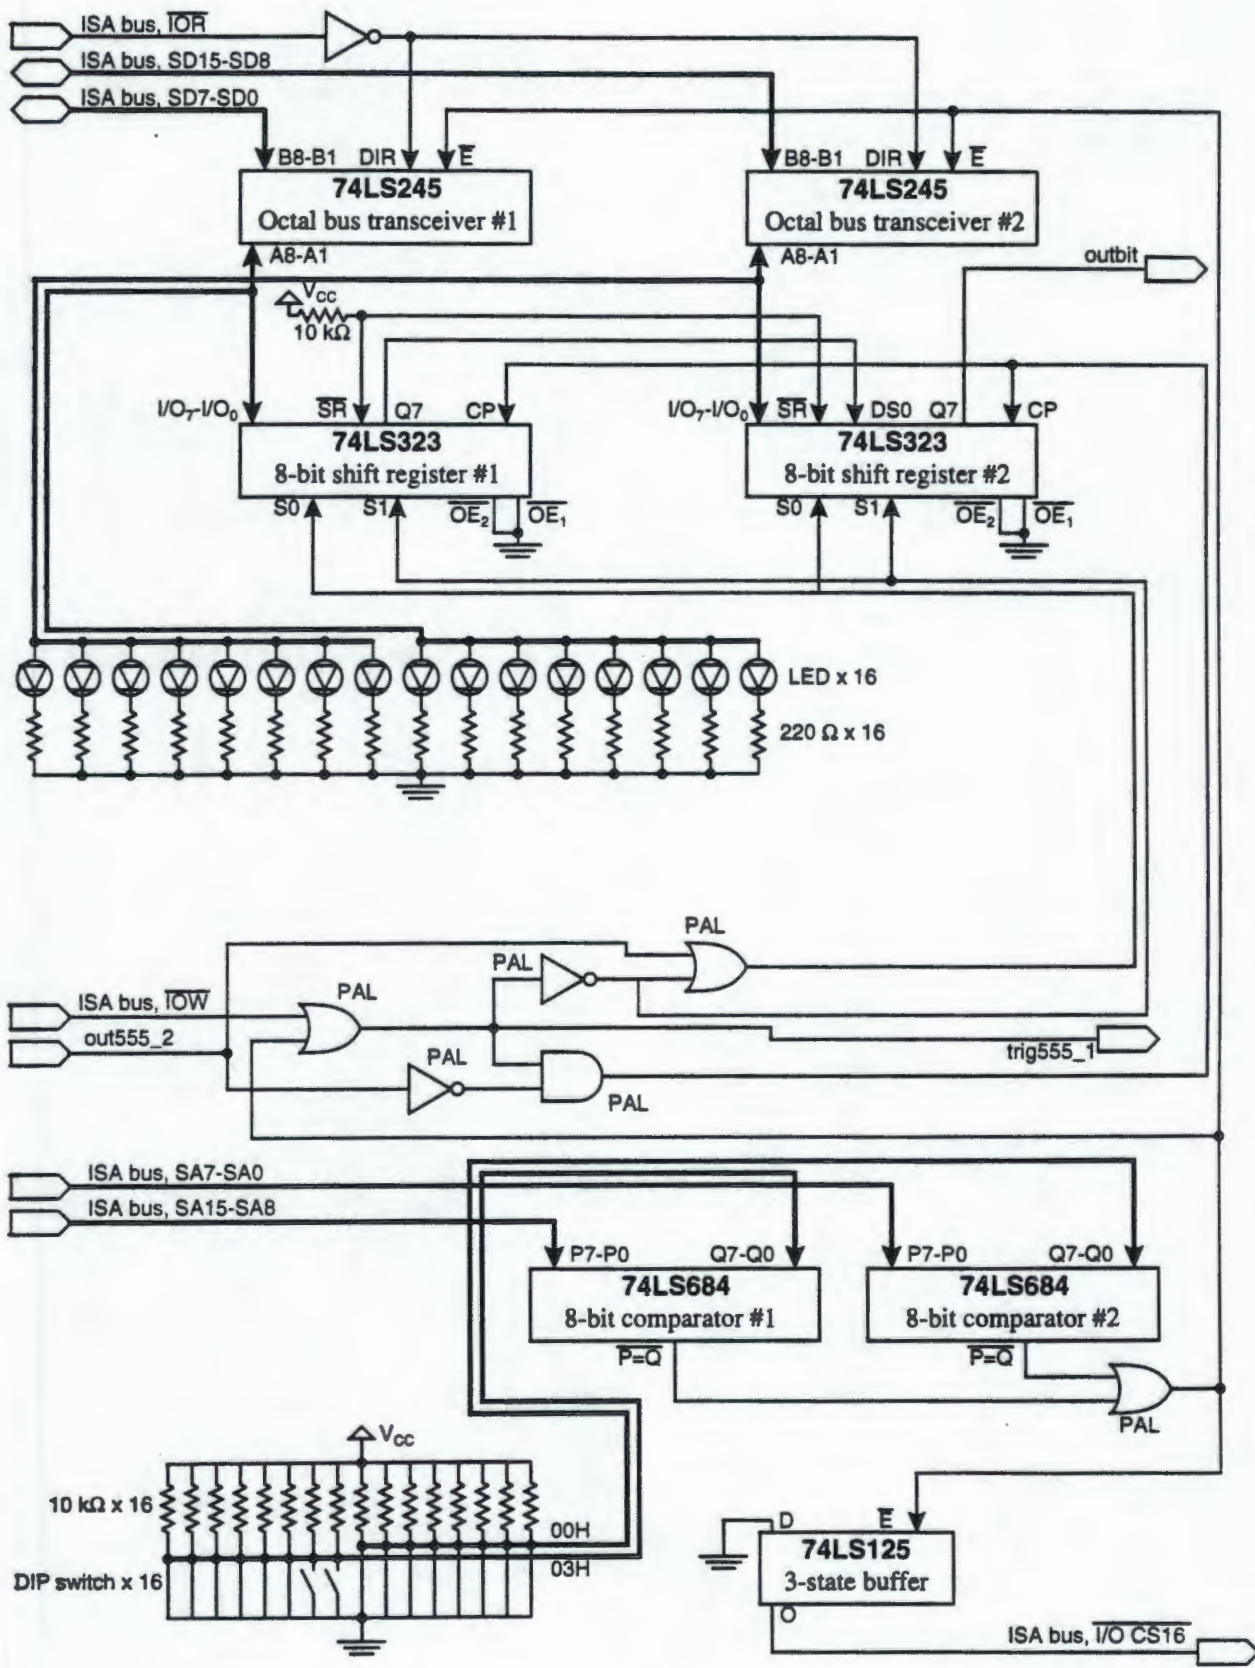 ISA bus, IOR
ISA bus, SD15-SD8
ISA bus, SD7-SD0
B8-B1 DIR E
74LS245
Octal bus transceiver #1
A8-A1
B8-B1 DIR E
74LS245
Octal bus transceiver #2
A8-A1
outbit
VCC
10 kΩ
I/O7-I/O0 SR Q7 CP
74LS323
8-bit shift register #1
S0 S1 OE2 OE1
I/O7-I/O0 SR DS0 Q7 CP
74LS323
8-bit shift register #2
S0 S1 OE2 OE1
LED x 16
220 Ω x 16
PAL
PAL
PAL
ISA bus, IOW
out555_2
PAL
trig555_1
PAL
ISA bus, SA7-SA0
ISA bus, SA15-SA8
P7-P0 Q7-Q0
74LS684
8-bit comparator #1
P=Q
P7-P0 Q7-Q0
74LS684
8-bit comparator #2
P=Q
PAL
VCC
10 kΩ x 16
00H
03H
DIP switch x 16
D E
74LS125
3-state buffer
O
ISA bus, I/O CS16